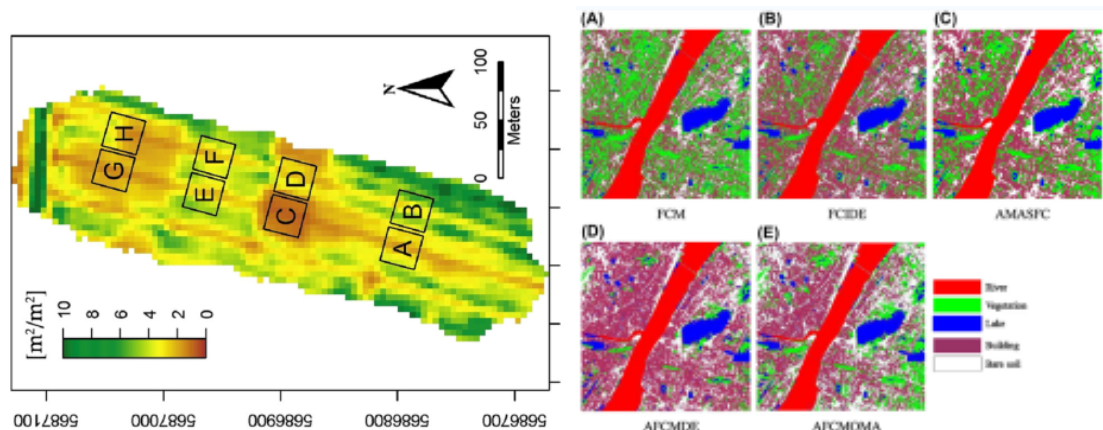 [m²/m²]
10
8
6
4
2
0
N
100
50
0
Meters
G
H
E
F
C
D
A
B
5687100
5687000
5686900
5686800
5686700
(A)
(B)
(C)
FCM
FCIDE
AMASFC
(D)
(E)
AFCMDE
AFCMOMA
River
Vegetation
Lake
Building
Bare soil